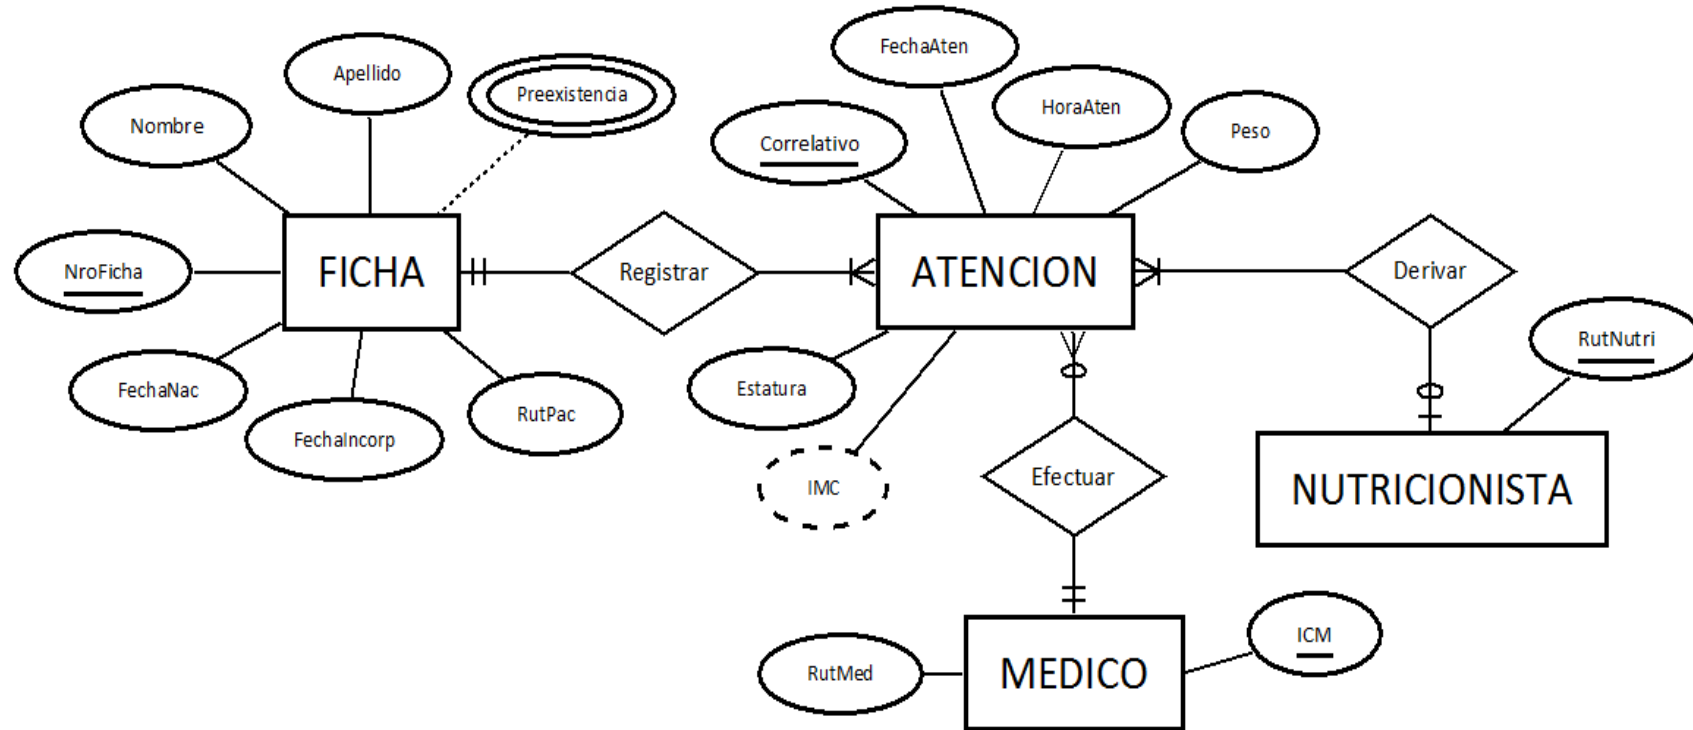 FechaAten
Apellido
Preexistencia
HoraAten
Nombre
Peso
Correlativo
NroFicha
FICHA
Registrar
ATENCION
Derivar
RutNutri
FechaNac
Estatura
FechaIncorp
RutPac
IMC
Efectuar
NUTRICIONISTA
ICM
RutMed
MEDICO